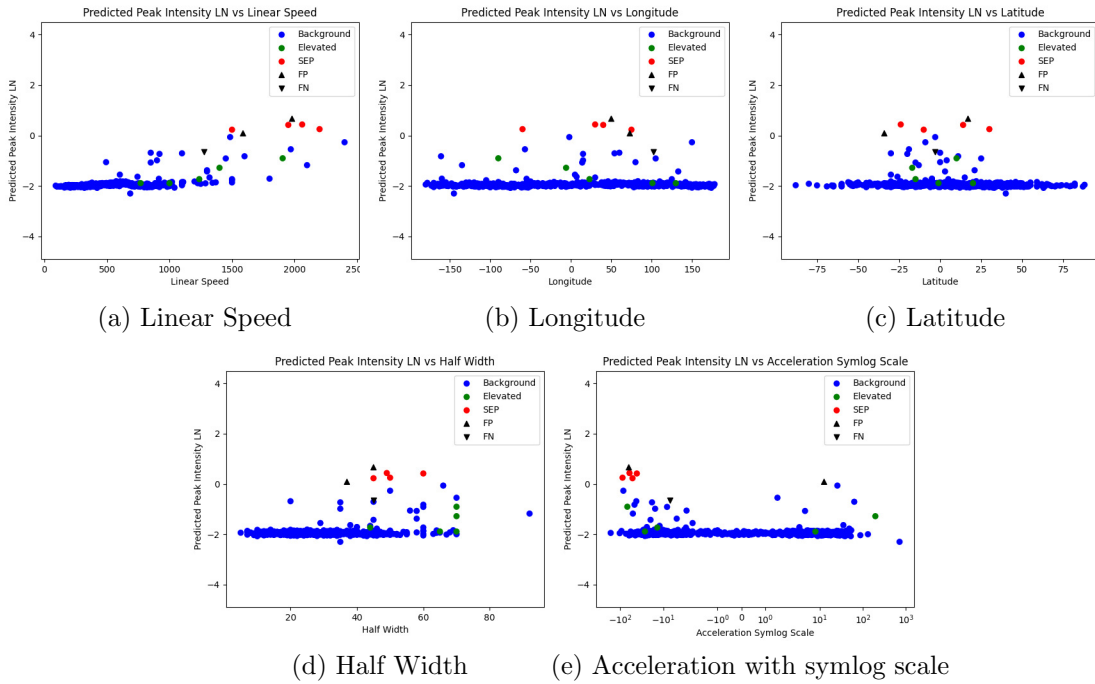 Predicted Peak Intensity LN vs Linear Speed
Predicted Peak Intensity LN
4
2
0
−2
−4
Background
Elevated
SEP
FP
FN
0 500 1000 1500 2000 250
Linear Speed
(a) Linear Speed
Predicted Peak Intensity LN vs Longitude
Predicted Peak Intensity LN
4
2
0
−2
−4
Background
Elevated
SEP
FP
FN
−150 −100 −50 0 50 100 150
Longitude
(b) Longitude
Predicted Peak Intensity LN vs Latitude
Predicted Peak Intensity LN
4
2
0
−2
−4
Background
Elevated
SEP
FP
FN
−75 −50 −25 0 25 50 75
Latitude
(c) Latitude
Predicted Peak Intensity LN vs Half Width
Predicted Peak Intensity LN
4
2
0
−2
−4
Background
Elevated
SEP
FP
FN
20 40 60 80
Half Width
(d) Half Width
Predicted Peak Intensity LN vs Acceleration Symlog Scale
Predicted Peak Intensity LN
4
2
0
−2
−4
Background
Elevated
SEP
FP
FN
−10² −10¹ 0 10⁰ 10¹ 10² 10³
Acceleration Symlog Scale
(e) Acceleration with symlog scale